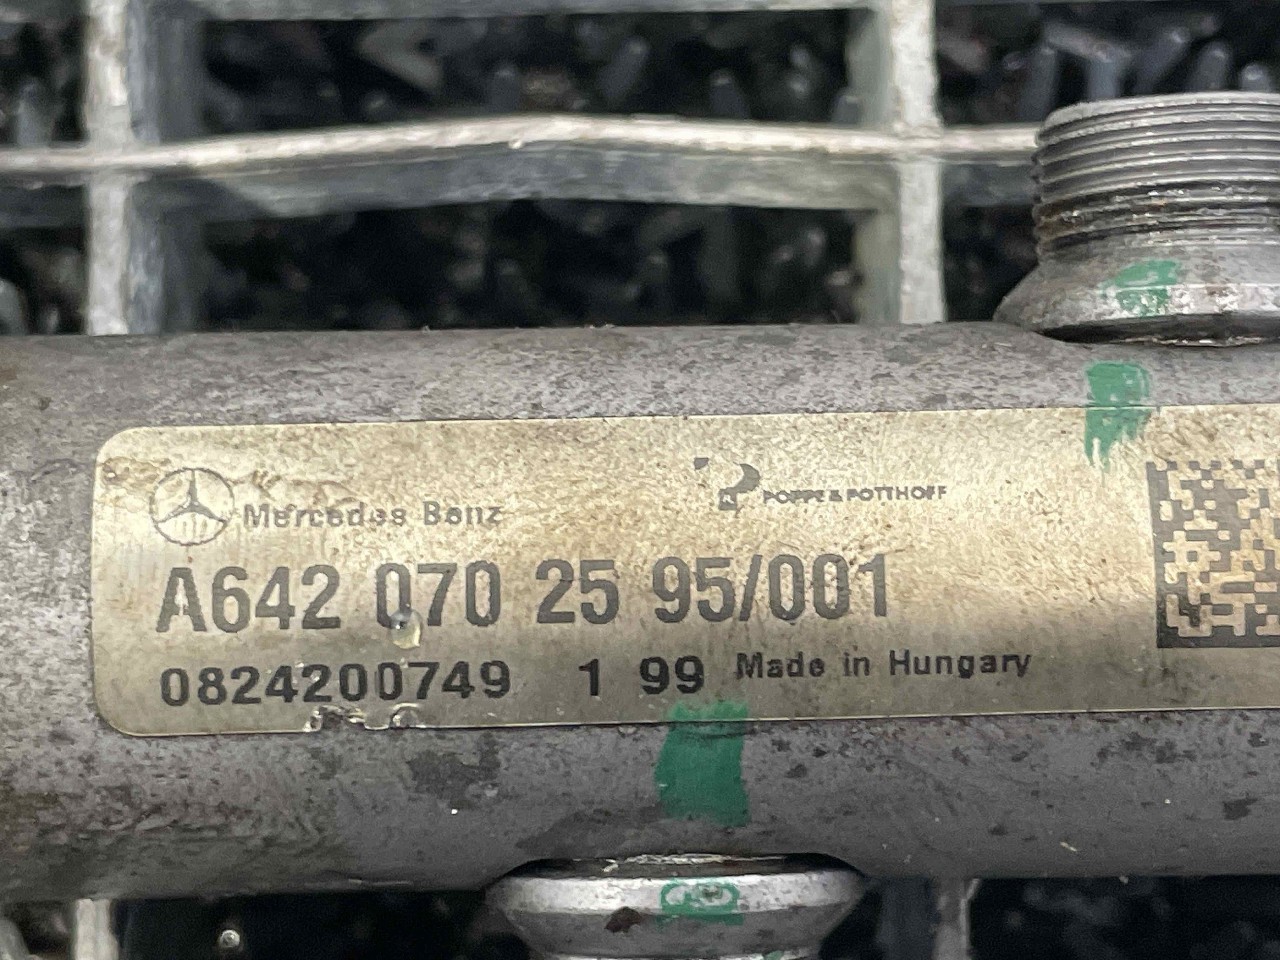 Mercedes Benz
POPPE & POTTHOFF
A642 070 25 95/001
0824200749 1 99 Made in Hungary